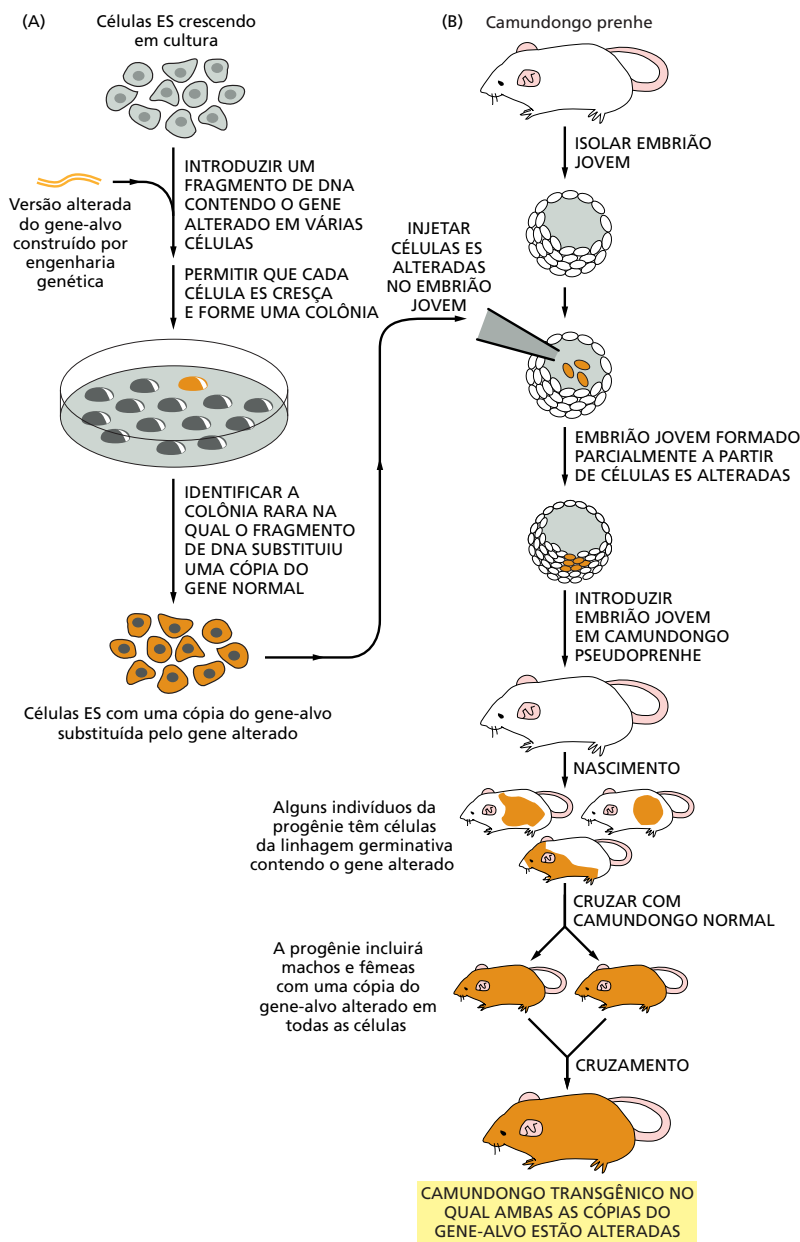 (A)
Células ES crescendo
em cultura
INTRODUZIR UM
FRAGMENTO DE DNA
CONTENDO O GENE
ALTERADO EM VÁRIAS
CÉLULAS
Versão alterada
do gene-alvo
construído por
engenharia
genética
PERMITIR QUE CADA
CÉLULA ES CRESÇA
E FORME UMA COLÔNIA
IDENTIFICAR A
COLÔNIA RARA NA
QUAL O FRAGMENTO
DE DNA SUBSTITUIU
UMA CÓPIA DO
GENE NORMAL
Células ES com uma cópia do gene-alvo
substituída pelo gene alterado
(B)
Camundongo prenhe
ISOLAR EMBRIÃO
JOVEM
INJETAR
CÉLULAS ES
ALTERADAS
NO EMBRIÃO
JOVEM
EMBRIÃO JOVEM FORMADO
PARCIALMENTE A PARTIR
DE CÉLULAS ES ALTERADAS
INTRODUZIR
EMBRIÃO JOVEM
EM CAMUNDONGO
PSEUDOPRENHE
NASCIMENTO
Alguns indivíduos da
progênie têm células
da linhagem germinativa
contendo o gene alterado
CRUZAR COM
CAMUNDONGO NORMAL
A progênie incluirá
machos e fêmeas
com uma cópia do
gene-alvo alterado em
todas as células
CRUZAMENTO
CAMUNDONGO TRANSGÊNICO NO
QUAL AMBAS AS CÓPIAS DO
GENE-ALVO ESTÃO ALTERADAS